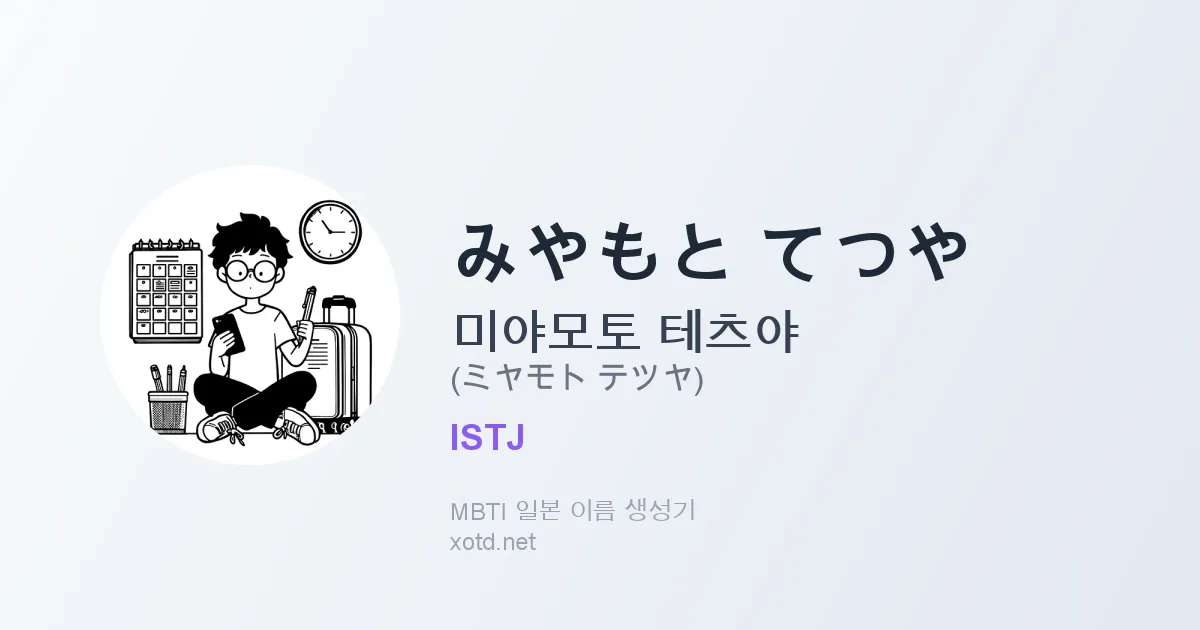 みやもと てつや
미야모토 테츠야
(ミヤモト テツヤ)
ISTJ
MBTI 일본 이름 생성기
xotd.net